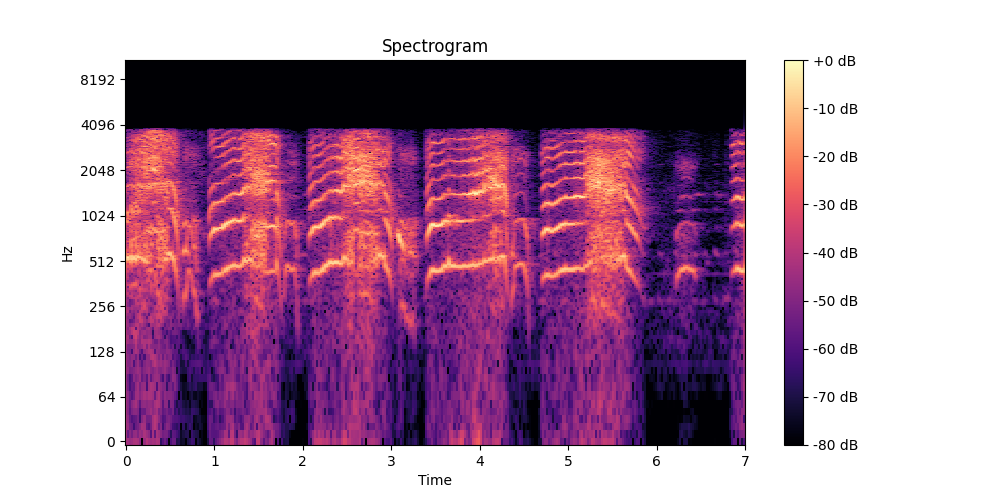 Spectrogram
8192
4096
2048
1024
512
256
128
64
0
Hz
0 1 2 3 4 5 6 7
Time
+0 dB
-10 dB
-20 dB
-30 dB
-40 dB
-50 dB
-60 dB
-70 dB
-80 dB